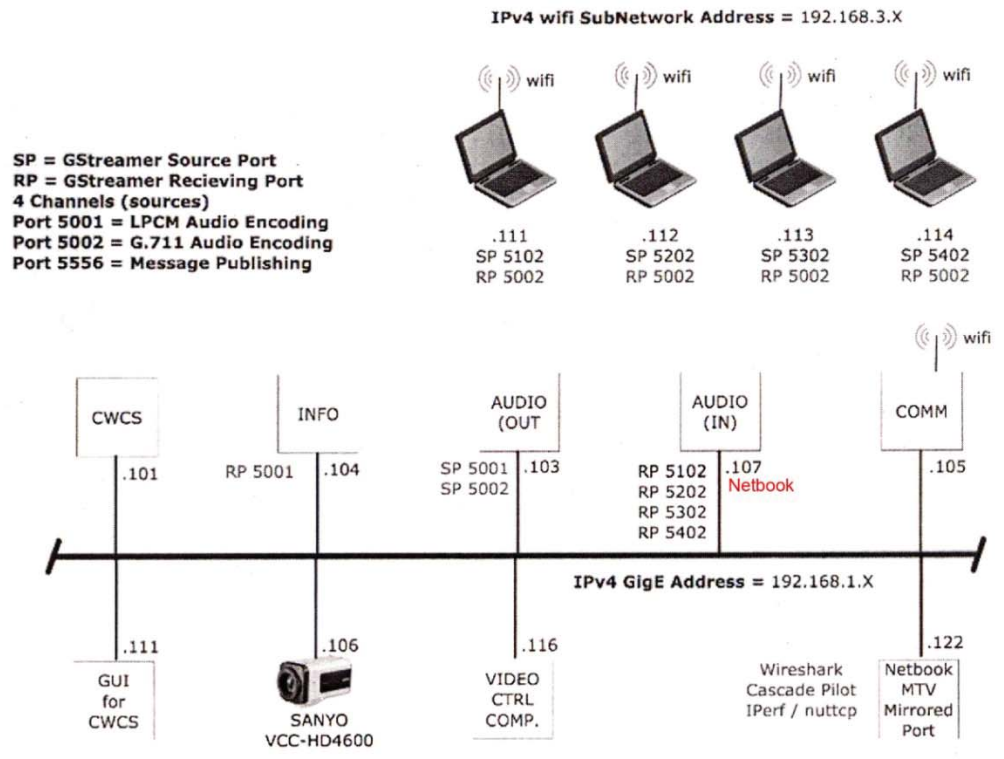 IPv4 wifi SubNetwork Address = 192.168.3.X
wifi
wifi
wifi
wifi
SP = GStreamer Source Port
RP = GStreamer Recieving Port
4 Channels (sources)
Port 5001 = LPCM Audio Encoding
Port 5002 = G.711 Audio Encoding
Port 5556 = Message Publishing
.111
SP 5102
RP 5002
.112
SP 5202
RP 5002
.113
SP 5302
RP 5002
.114
SP 5402
RP 5002
wifi
CWCS
.101
INFO
RP 5001
.104
AUDIO
(OUT
SP 5001
SP 5002
.103
AUDIO
(IN)
RP 5102
RP 5202
RP 5302
RP 5402
.107
Netbook
COMM
.105
IPv4 GigE Address = 192.168.1.X
.111
GUI
for
CWCS
.106
SANYO
VCC-HD4600
.116
VIDEO
CTRL
COMP.
Wireshark
Cascade Pilot
IPerf / nuttcp
.122
Netbook
MTV
Mirrored
Port